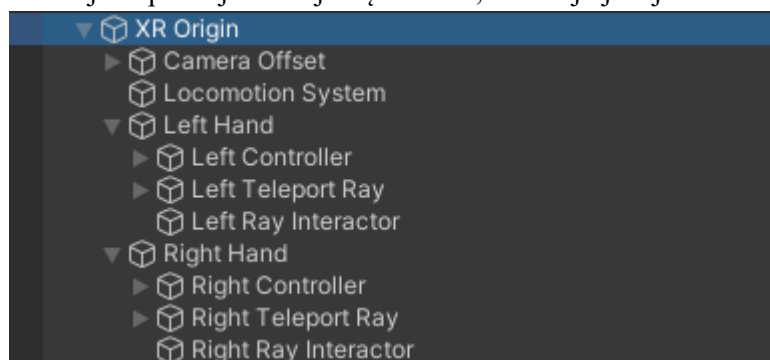 XR Origin
Camera Offset
Locomotion System
Left Hand
Left Controller
Left Teleport Ray
Left Ray Interactor
Right Hand
Right Controller
Right Teleport Ray
Right Ray Interactor